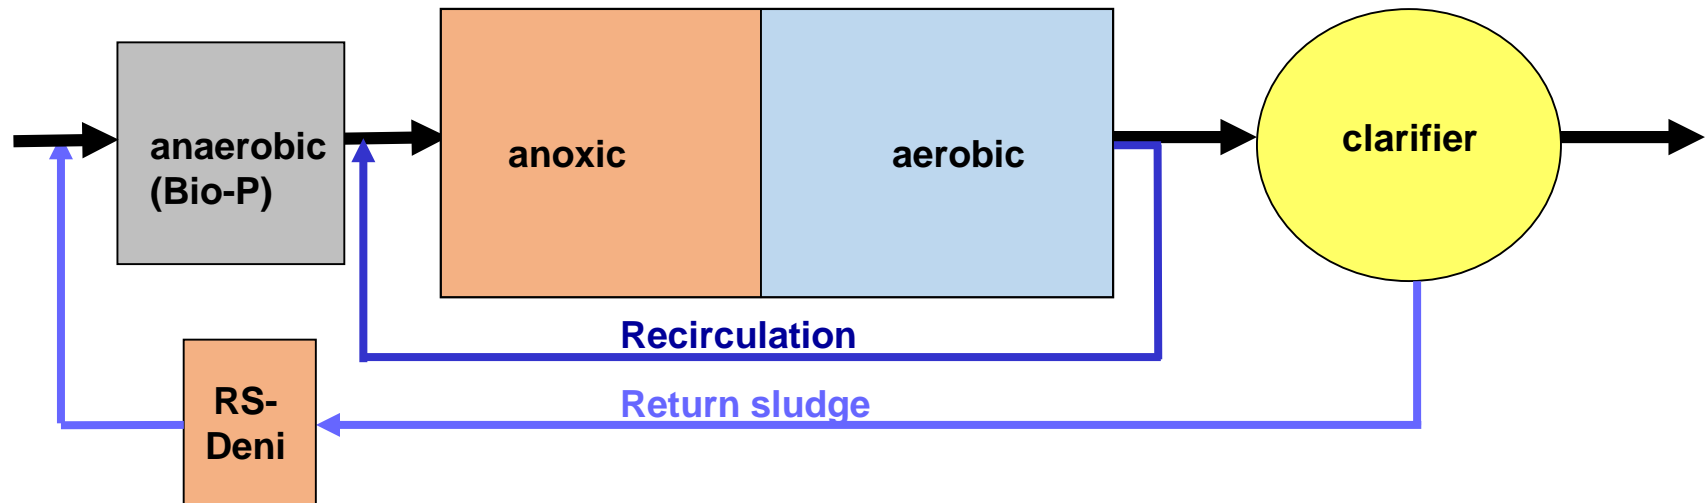 anaerobic
(Bio-P)
anoxic
aerobic
clarifier
Recirculation
Return sludge
RS-
Deni